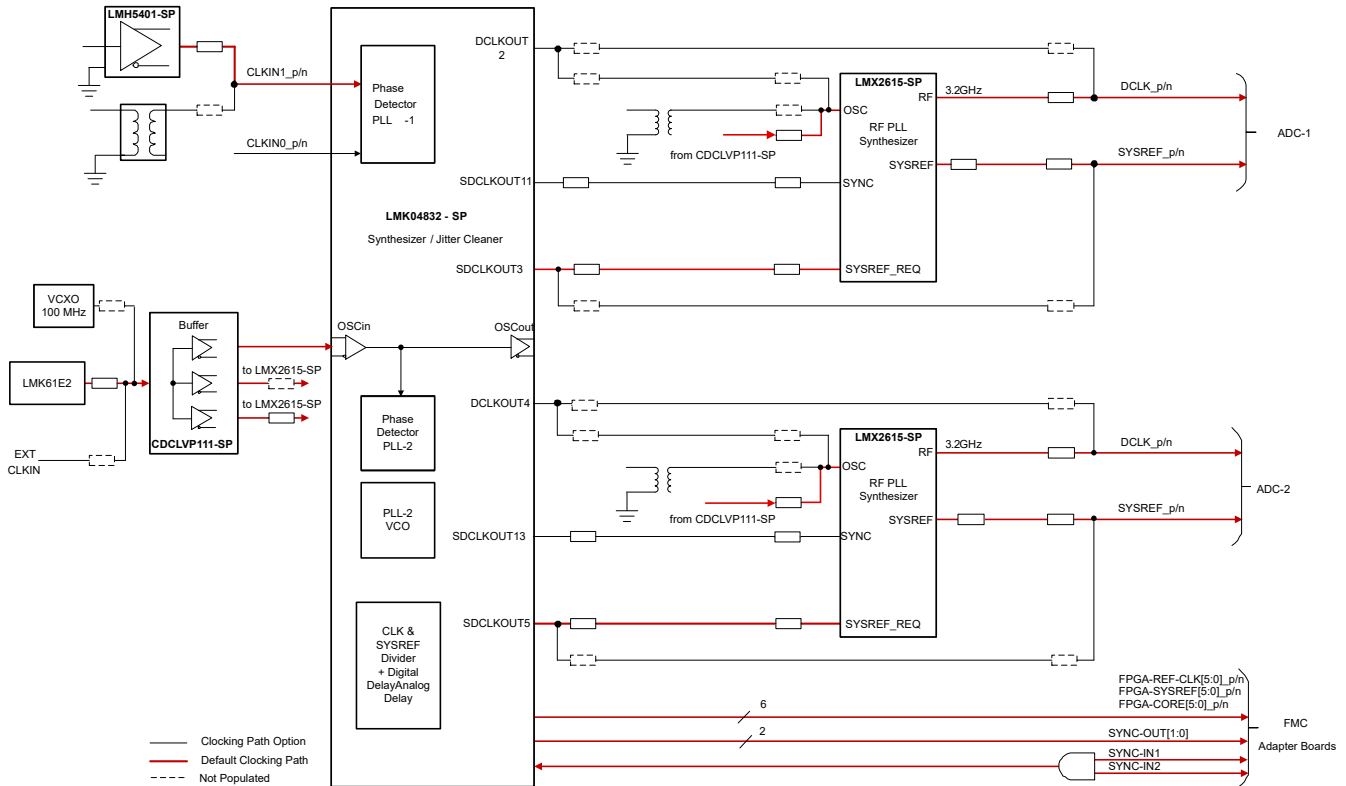 LMH5401-SP
CLKIN1_p/n
CLKIN0_p/n
Phase
Detector
PLL -1
LMK04832 - SP
Synthesizer / Jitter Cleaner
DCLKOUT
2
SDCLKOUT11
SDCLKOUT3
LMX2615-SP
RF
3.2GHz
OSC
RF PLL
Synthesizer
from CDCLVP111-SP
SYSREF
SYNC
SYSREF_REQ
DCLK_p/n
SYSREF_p/n
ADC-1
VCXO
100 MHz
LMK61E2
EXT
CLKIN
Buffer
CDCLVP111-SP
to LMX2615-SP
to LMX2615-SP
OSCin
OSCout
Phase
Detector
PLL-2
PLL-2
VCO
CLK &
SYSREF
Divider
+ Digital
DelayAnalog
Delay
DCLKOUT4
SDCLKOUT13
SDCLKOUT5
LMX2615-SP
RF
3.2GHz
OSC
RF PLL
Synthesizer
from CDCLVP111-SP
SYSREF
SYNC
SYSREF_REQ
DCLK_p/n
SYSREF_p/n
ADC-2
FPGA-REF-CLK[5:0]_p/n
FPGA-SYSREF[5:0]_p/n
FPGA-CORE[5:0]_p/n
6
2
SYNC-OUT[1:0]
SYNC-IN1
SYNC-IN2
FMC
Adapter Boards
Clocking Path Option
Default Clocking Path
Not Populated